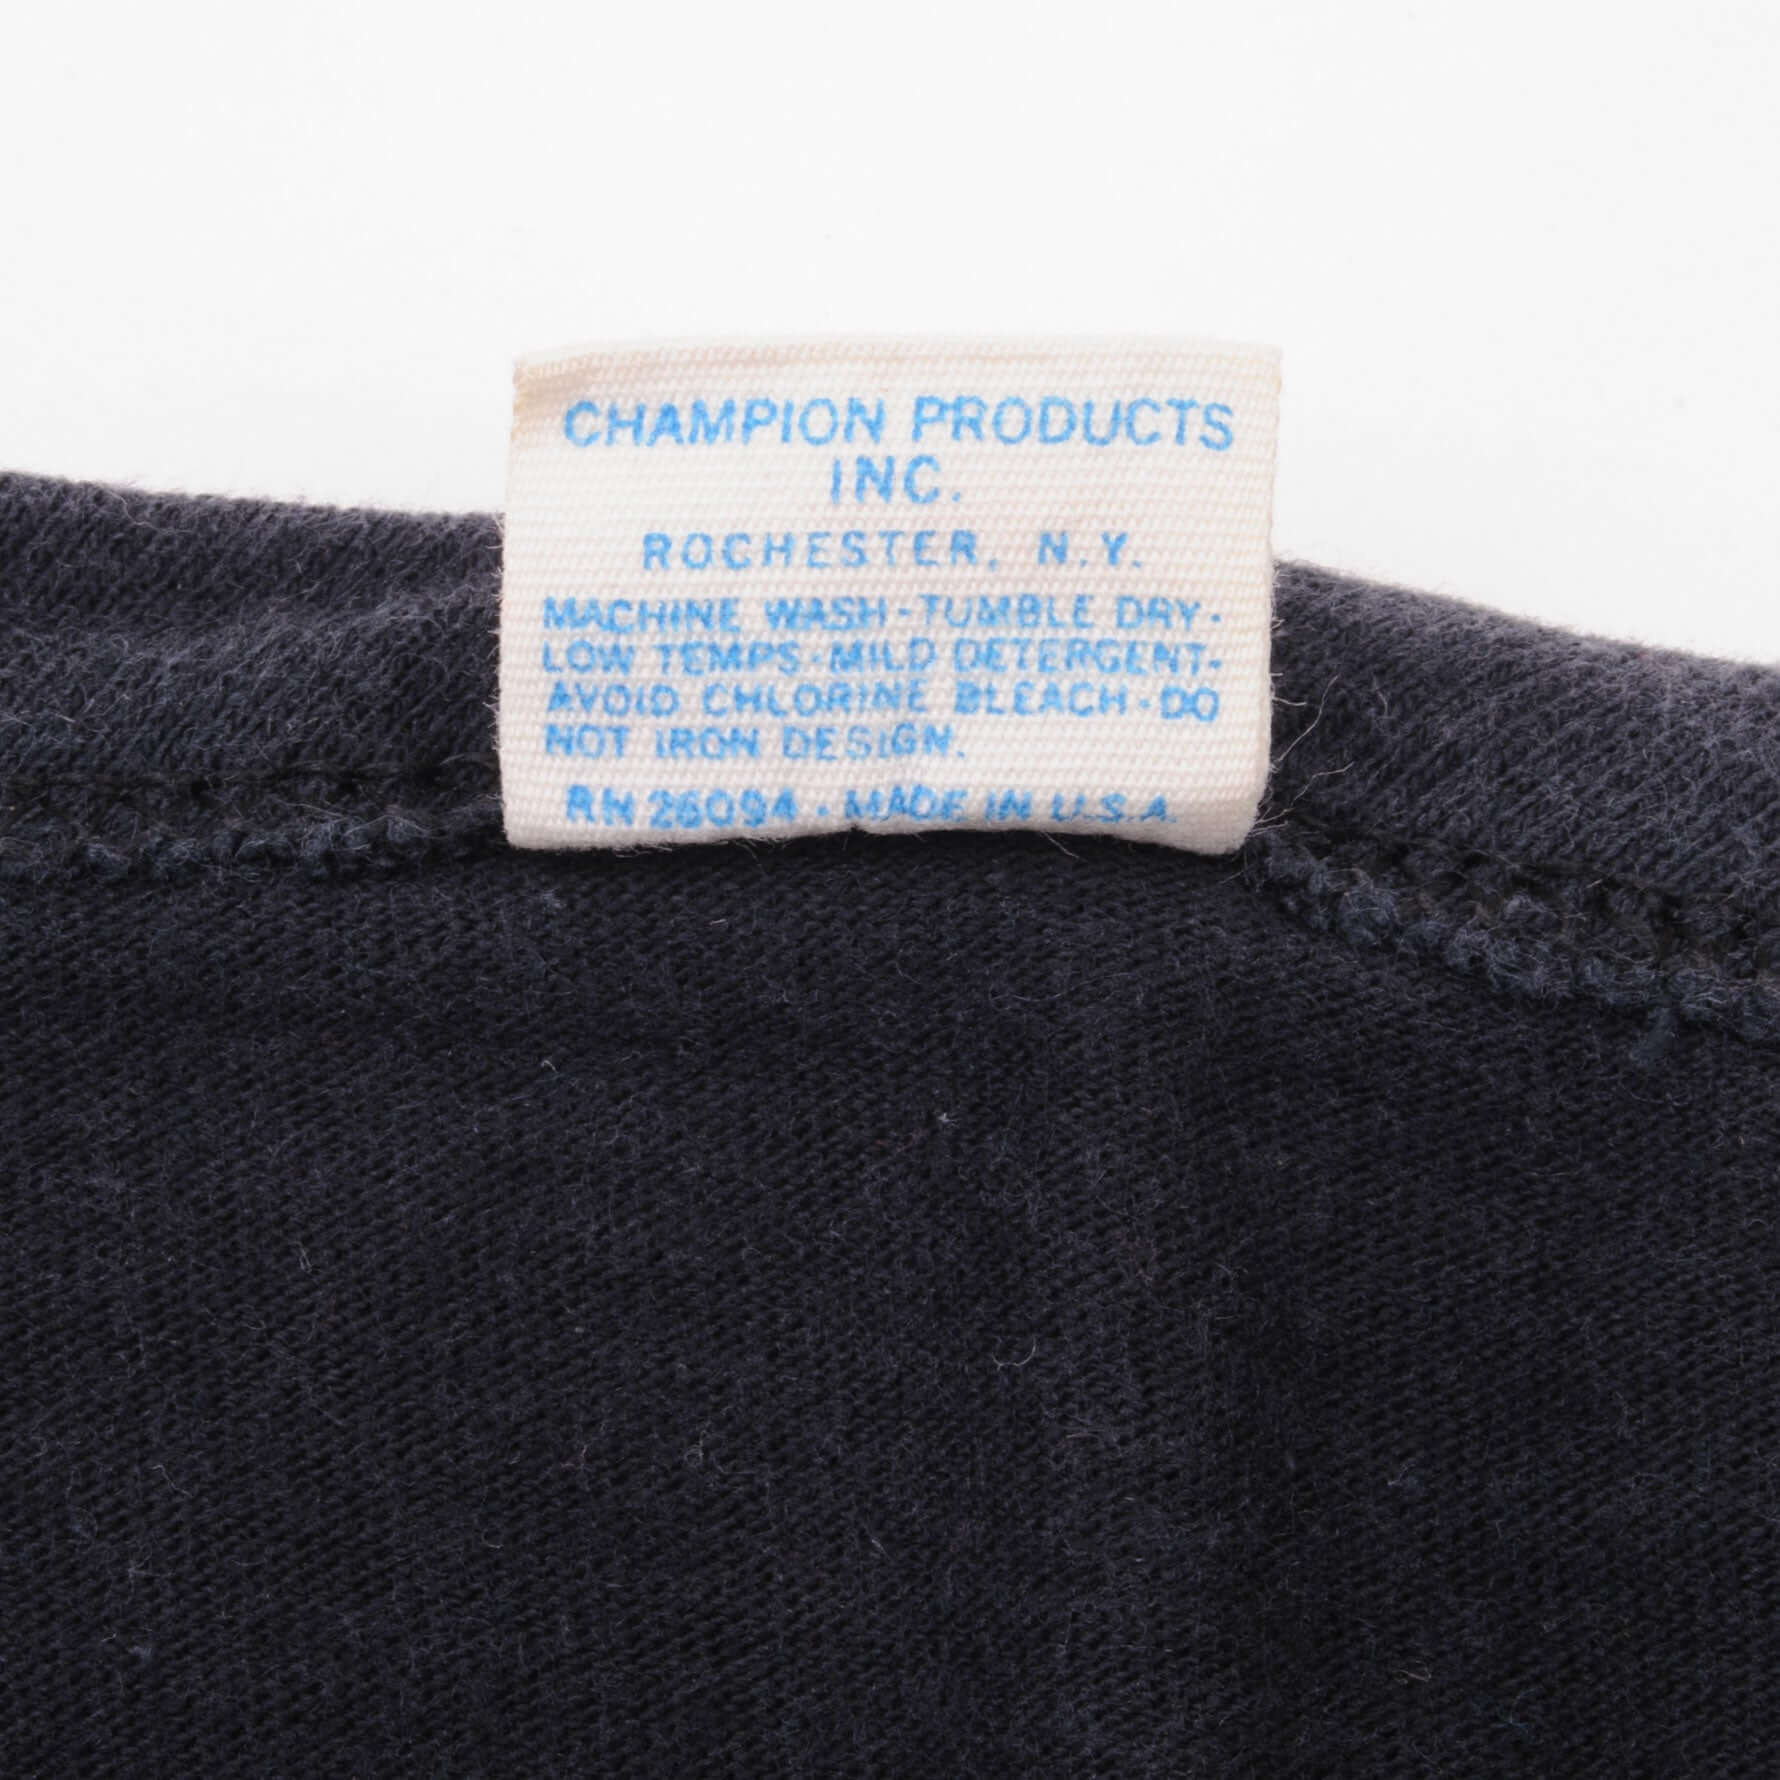 CHAMPION PRODUCTS
INC.
ROCHESTER, N.Y.
MACHINE WASH-TUMBLE DRY-
LOW TEMPS-MILD DETERGENT-
AVOID CHLORINE BLEACH-DO
NOT IRON DESIGN.
RN 26094 · MADE IN U.S.A.